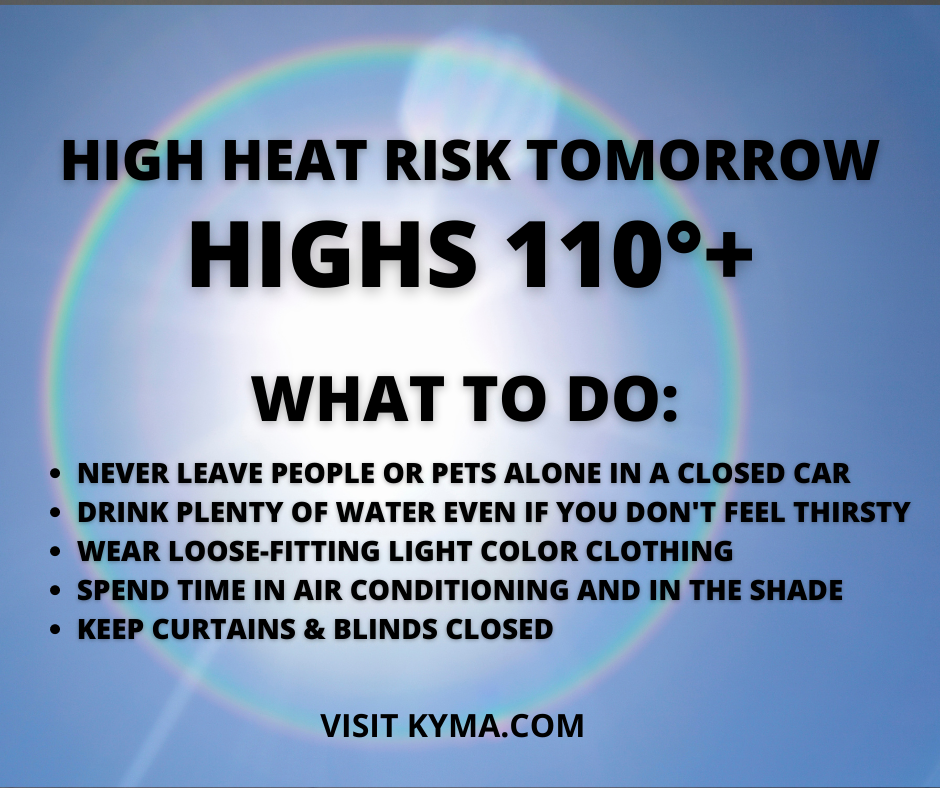 HIGH HEAT RISK TOMORROW
HIGHS 110°+
WHAT TO DO:
• NEVER LEAVE PEOPLE OR PETS ALONE IN A CLOSED CAR
• DRINK PLENTY OF WATER EVEN IF YOU DON'T FEEL THIRSTY
• WEAR LOOSE-FITTING LIGHT COLOR CLOTHING
• SPEND TIME IN AIR CONDITIONING AND IN THE SHADE
• KEEP CURTAINS & BLINDS CLOSED
VISIT KYMA.COM